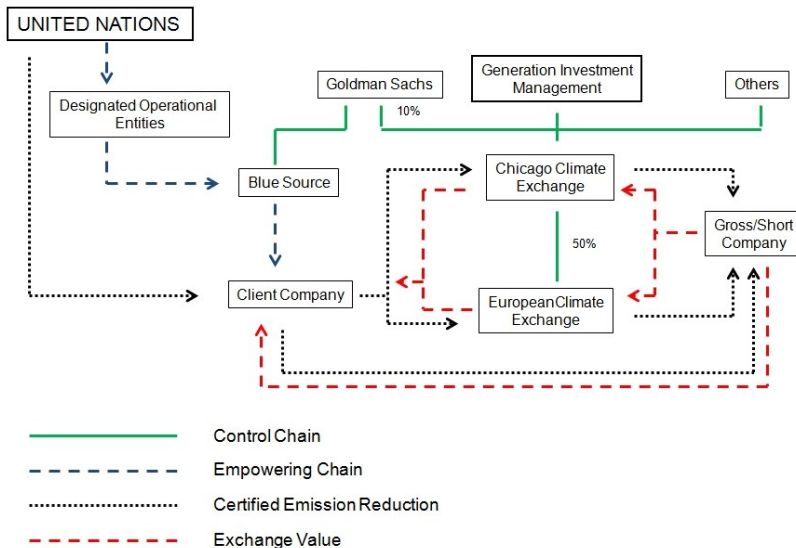 UNITED NATIONS
Designated Operational
Entities
Goldman Sachs
10%
Generation Investment
Management
Others
Blue Source
Chicago Climate
Exchange
Gross/Short
Company
50%
Client Company
EuropeanClimate
Exchange
Control Chain
Empowering Chain
Certified Emission Reduction
Exchange Value